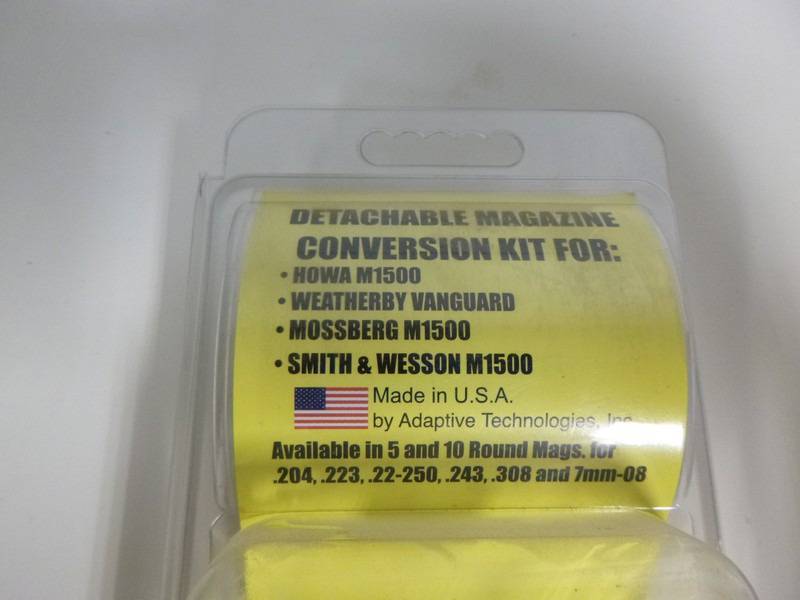 DETACHABLE MAGAZINE
CONVERSION KIT FOR:
• HOWA M1500
• WEATHERBY VANGUARD
• MOSSBERG M1500
• SMITH & WESSON M1500
Made in U.S.A.
by Adaptive Technologies, Inc.
Available in 5 and 10 Round Mags. for
.204, .223, .22-250, .243, .308 and 7mm-08